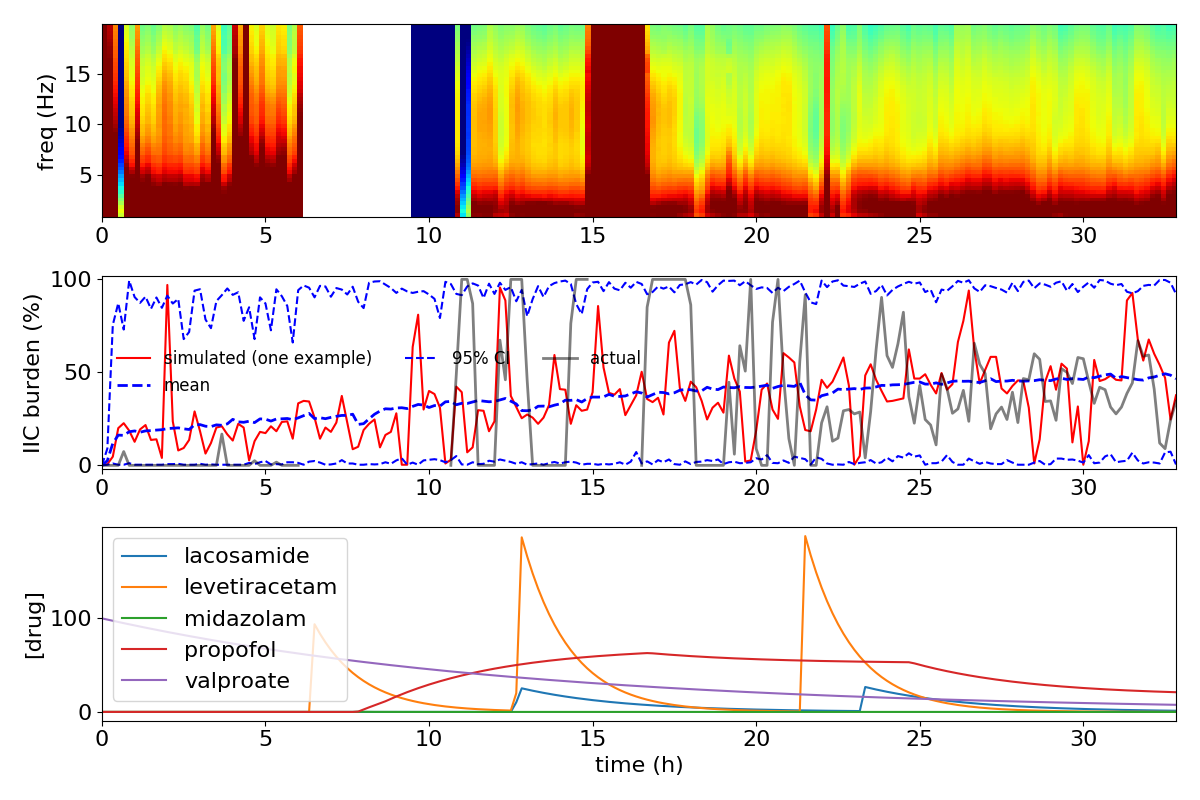 freq (Hz)
15
10
5
0 5 10 15 20 25 30
IIC burden (%)
100
50
0
simulated (one example)
mean
95% CI
actual
0 5 10 15 20 25 30
[drug]
100
0
lacosamide
levetiracetam
midazolam
propofol
valproate
0 5 10 15 20 25 30
time (h)